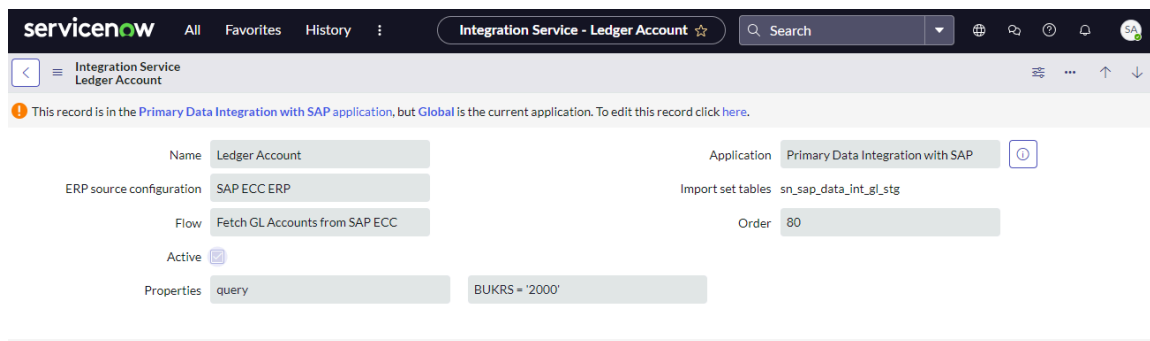 servicenow All Favorites History Integration Service - Ledger Account Search SA
Integration Service
Ledger Account
This record is in the Primary Data Integration with SAP application, but Global is the current application. To edit this record click here.
Name Ledger Account Application Primary Data Integration with SAP
ERP source configuration SAP ECC ERP Import set tables sn_sap_data_int_gl_stg
Flow Fetch GL Accounts from SAP ECC Order 80
Active
Properties query BUKRS = '2000'